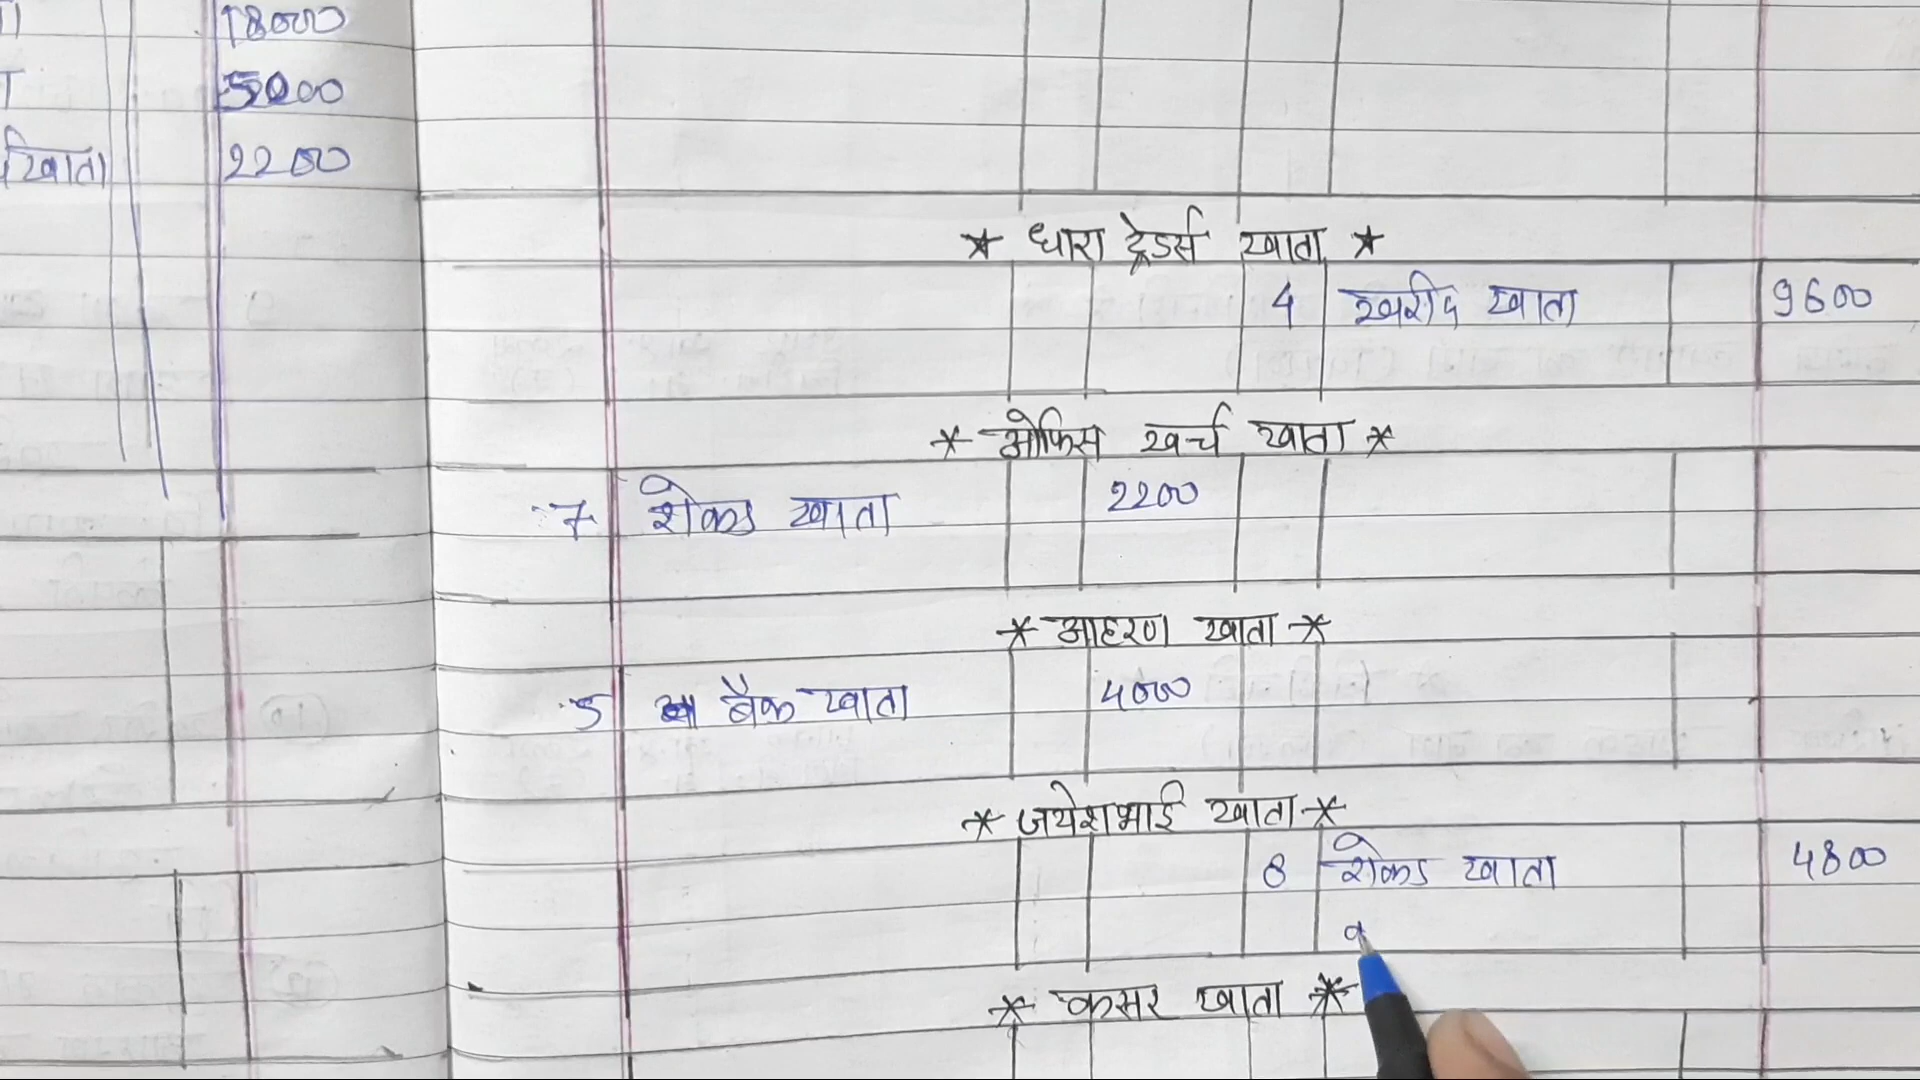 18000
5000
खाता 2200
* धारा ट्रेडर्स खाता *
4 खरीद खाता 9600
* ओफिस खर्च खाता *
7 रोकड खाता 2200
* आहरण खाता *
5 बैंक खाता 4000
* जयेशभाई खाता *
8 रोकड खाता 4800
* कसर खाता *